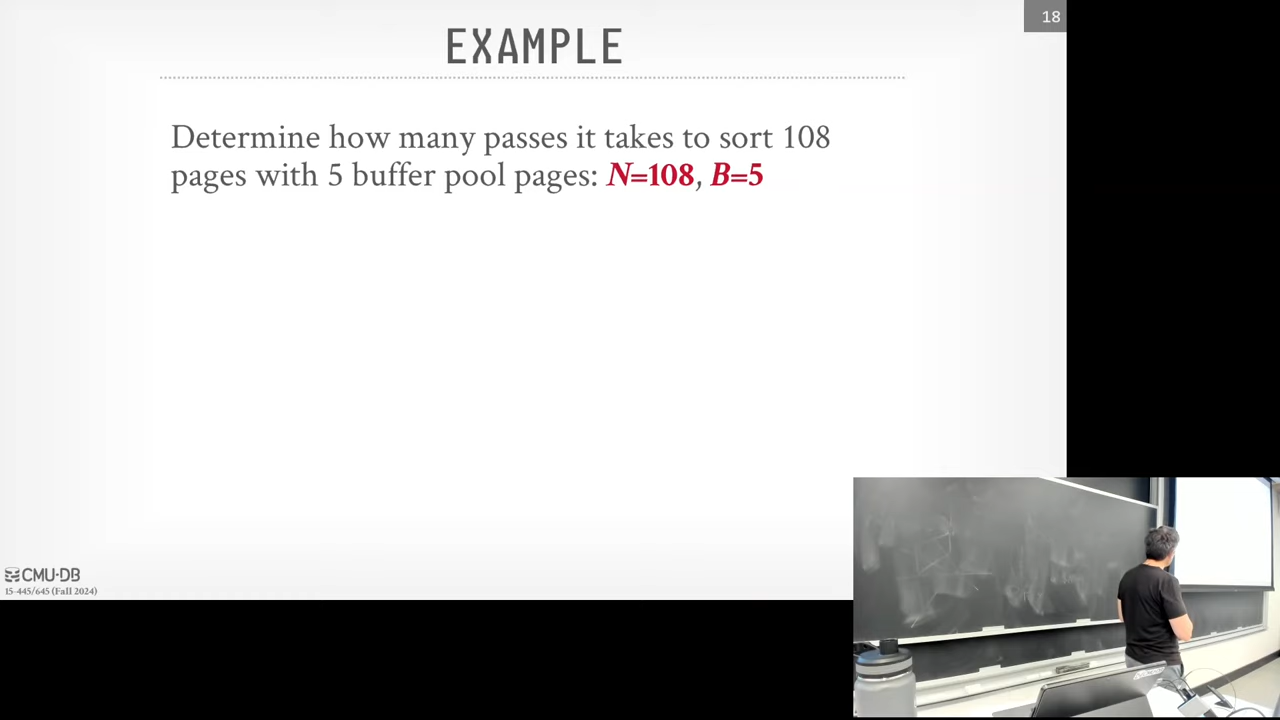 18
EXAMPLE
Determine how many passes it takes to sort 108
pages with 5 buffer pool pages: N=108, B=5
CMU·DB
15-445/645 (Fall 2024)